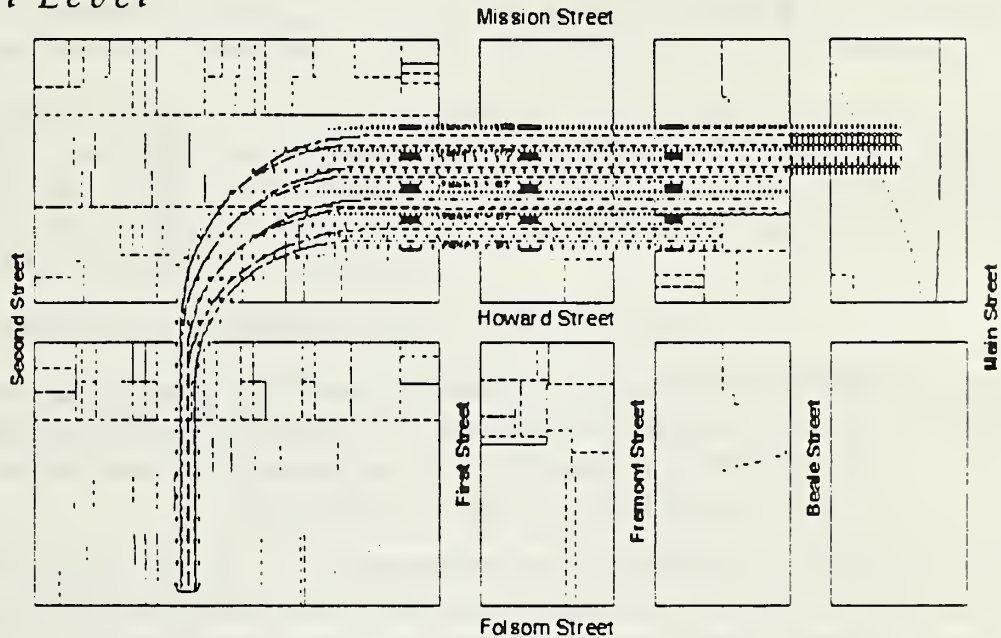 Level
Mission Street
Second Street
Howard Street
Main Street
First Street
Fremont Street
Beale Street
Folsom Street